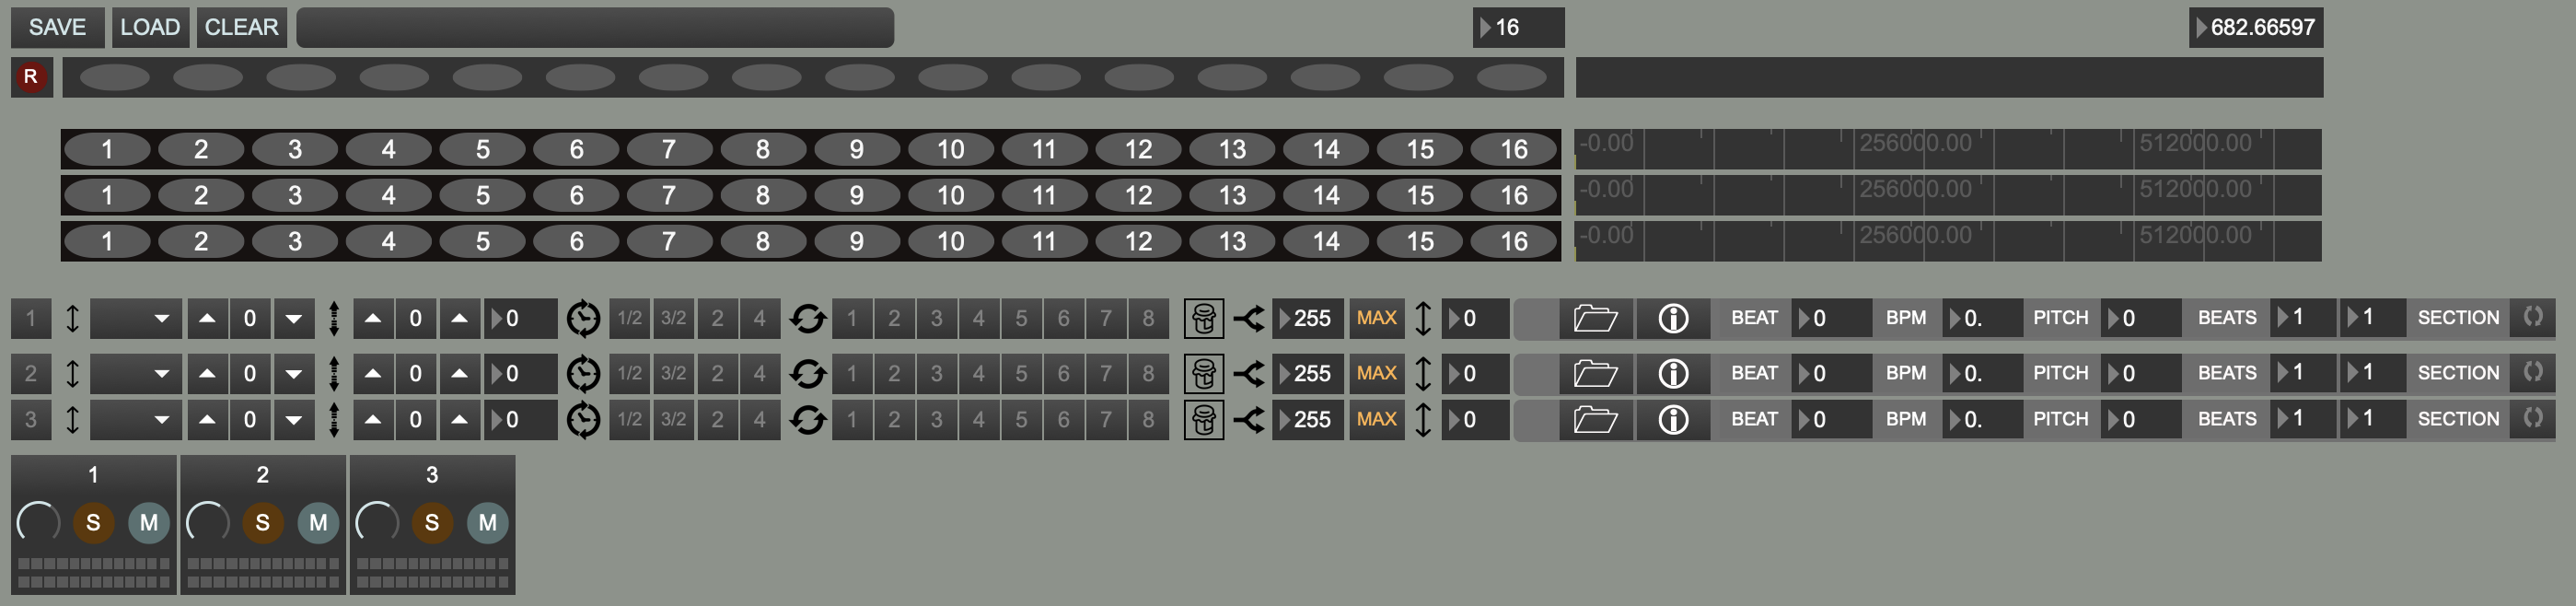 SAVE LOAD CLEAR 16 682.66597
R
1 2 3 4 5 6 7 8 9 10 11 12 13 14 15 16 -0.00 256000.00 512000.00
1 2 3 4 5 6 7 8 9 10 11 12 13 14 15 16 -0.00 256000.00 512000.00
1 2 3 4 5 6 7 8 9 10 11 12 13 14 15 16 -0.00 256000.00 512000.00
1 0 0 0 1/2 3/2 2 4 1 2 3 4 5 6 7 8 255 MAX 0 BEAT 0 BPM 0. PITCH 0 BEATS 1 1 SECTION
2 0 0 0 1/2 3/2 2 4 1 2 3 4 5 6 7 8 255 MAX 0 BEAT 0 BPM 0. PITCH 0 BEATS 1 1 SECTION
3 0 0 0 1/2 3/2 2 4 1 2 3 4 5 6 7 8 255 MAX 0 BEAT 0 BPM 0. PITCH 0 BEATS 1 1 SECTION
1 2 3
S M S M S M